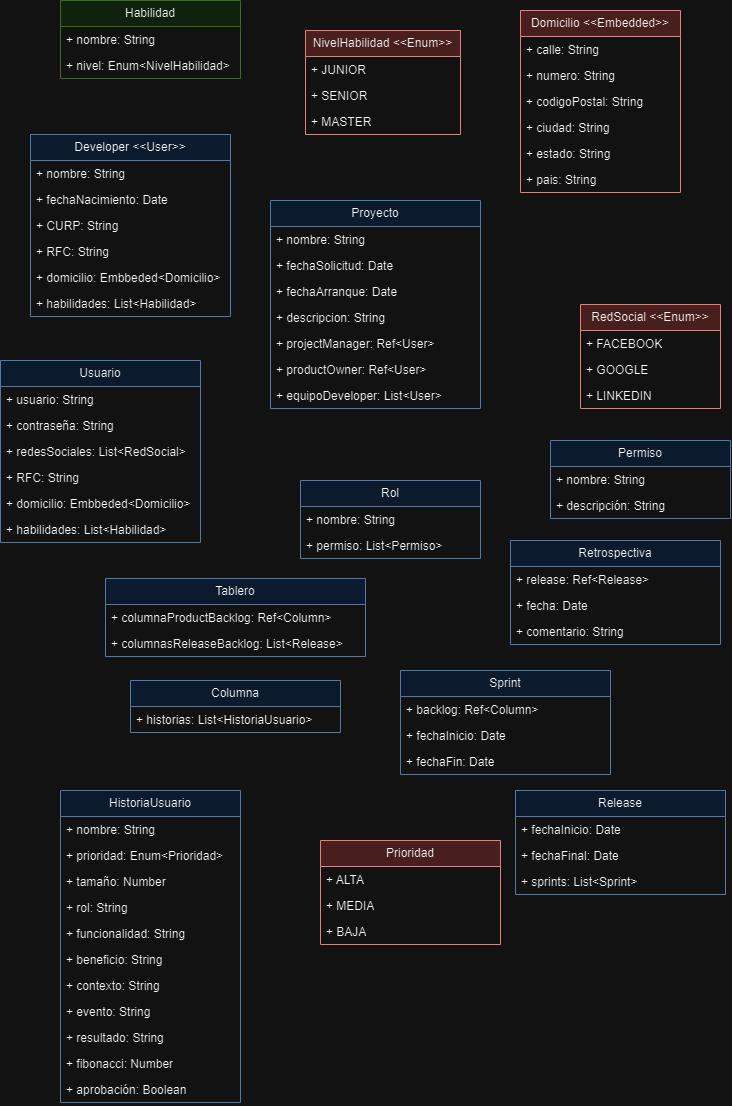 Habilidad
+ nombre: String
+ nivel: Enum<NivelHabilidad>
NivelHabilidad <<Enum>>
+ JUNIOR
+ SENIOR
+ MASTER
Domicilio <<Embedded>>
+ calle: String
+ numero: String
+ codigoPostal: String
+ ciudad: String
+ estado: String
+ pais: String
Developer <<User>>
+ nombre: String
+ fechaNacimiento: Date
+ CURP: String
+ RFC: String
+ domicilio: Embbeded<Domicilio>
+ habilidades: List<Habilidad>
Proyecto
+ nombre: String
+ fechaSolicitud: Date
+ fechaArranque: Date
+ descripcion: String
+ projectManager: Ref<User>
+ productOwner: Ref<User>
+ equipoDeveloper: List<User>
RedSocial <<Enum>>
+ FACEBOOK
+ GOOGLE
+ LINKEDIN
Usuario
+ usuario: String
+ contraseña: String
+ redesSociales: List<RedSocial>
+ RFC: String
+ domicilio: Embbeded<Domicilio>
+ habilidades: List<Habilidad>
Permiso
+ nombre: String
+ descripción: String
Rol
+ nombre: String
+ permiso: List<Permiso>
Retrospectiva
+ release: Ref<Release>
+ fecha: Date
+ comentario: String
Tablero
+ columnaProductBacklog: Ref<Column>
+ columnasReleaseBacklog: List<Release>
Columna
+ historias: List<HistoriaUsuario>
Sprint
+ backlog: Ref<Column>
+ fechaInicio: Date
+ fechaFin: Date
HistoriaUsuario
+ nombre: String
+ prioridad: Enum<Prioridad>
+ tamaño: Number
+ rol: String
+ funcionalidad: String
+ beneficio: String
+ contexto: String
+ evento: String
+ resultado: String
+ fibonacci: Number
+ aprobación: Boolean
Prioridad
+ ALTA
+ MEDIA
+ BAJA
Release
+ fechaInicio: Date
+ fechaFinal: Date
+ sprints: List<Sprint>